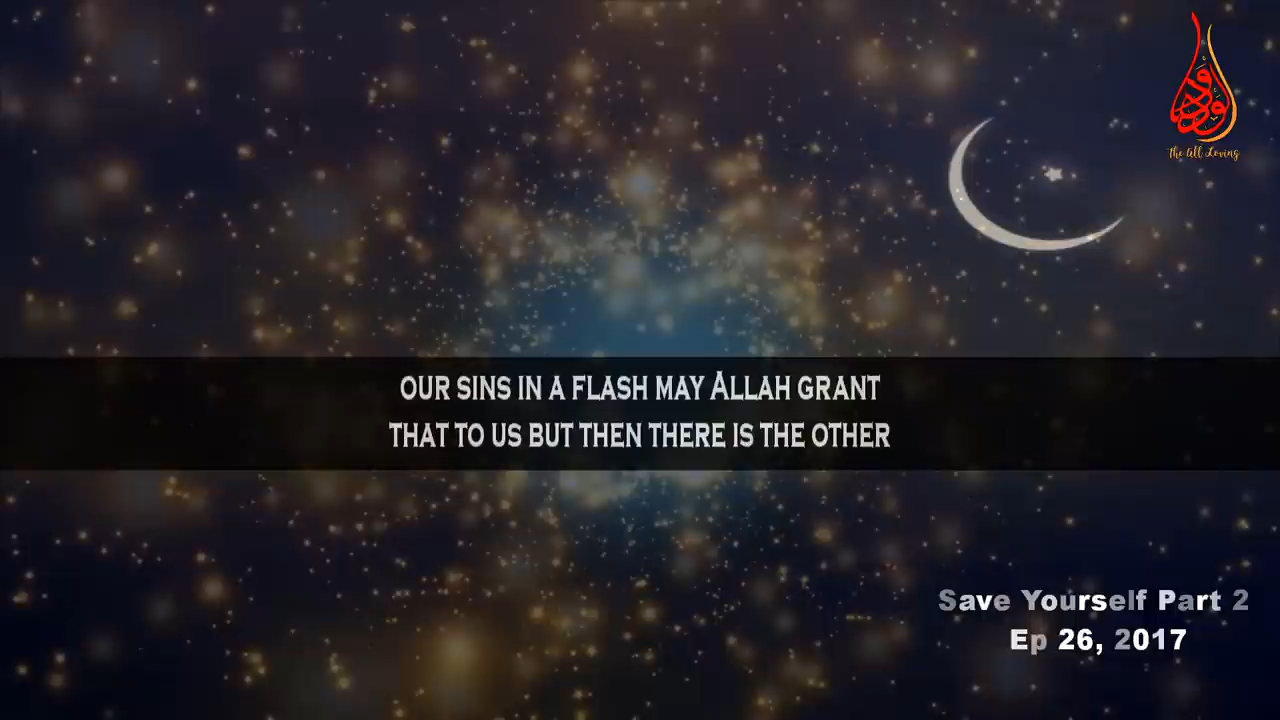 الودود
The All Loving
OUR SINS IN A FLASH MAY ALLAH GRANT
THAT TO US BUT THEN THERE IS THE OTHER
Save Yourself Part 2
Ep 26, 2017